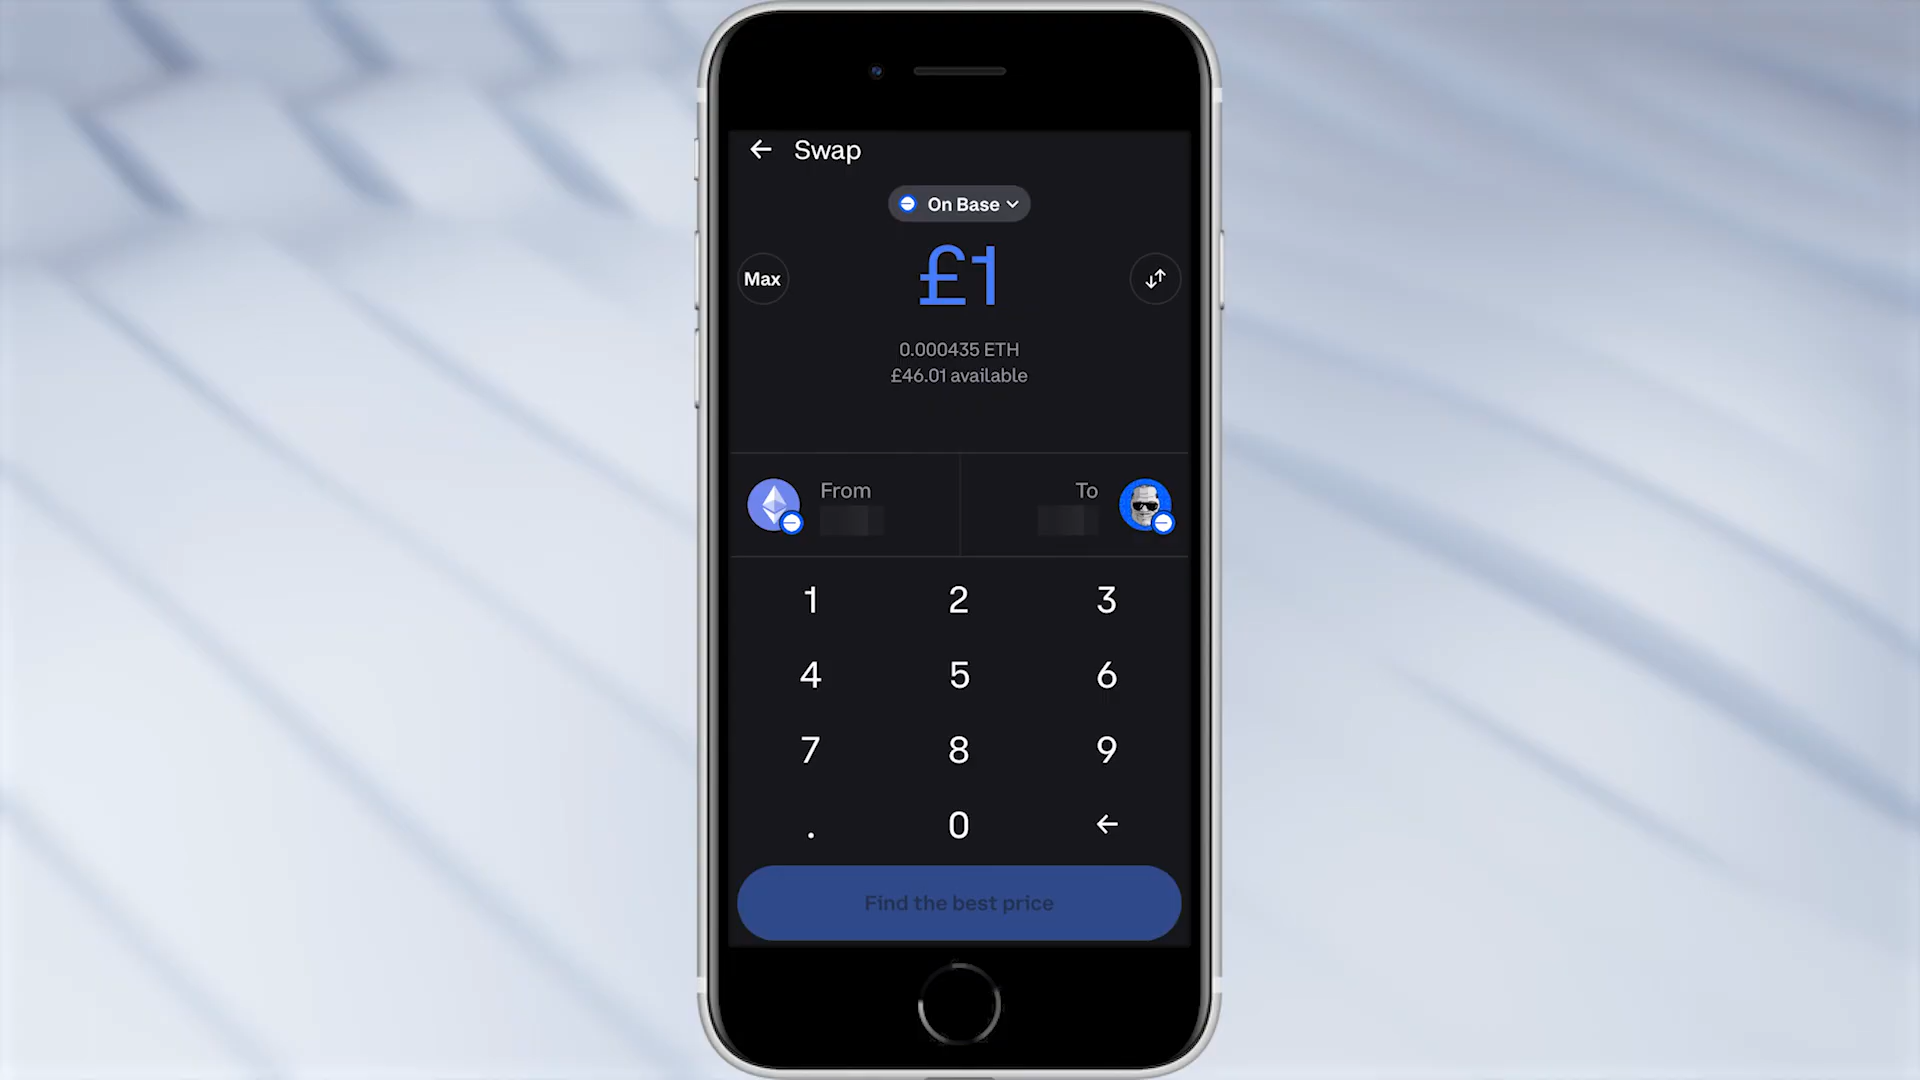 Swap
On Base
Max
£1
0.000435 ETH
£46.01 available
From
To
1 2 3
4 5 6
7 8 9
. 0
Find the best price